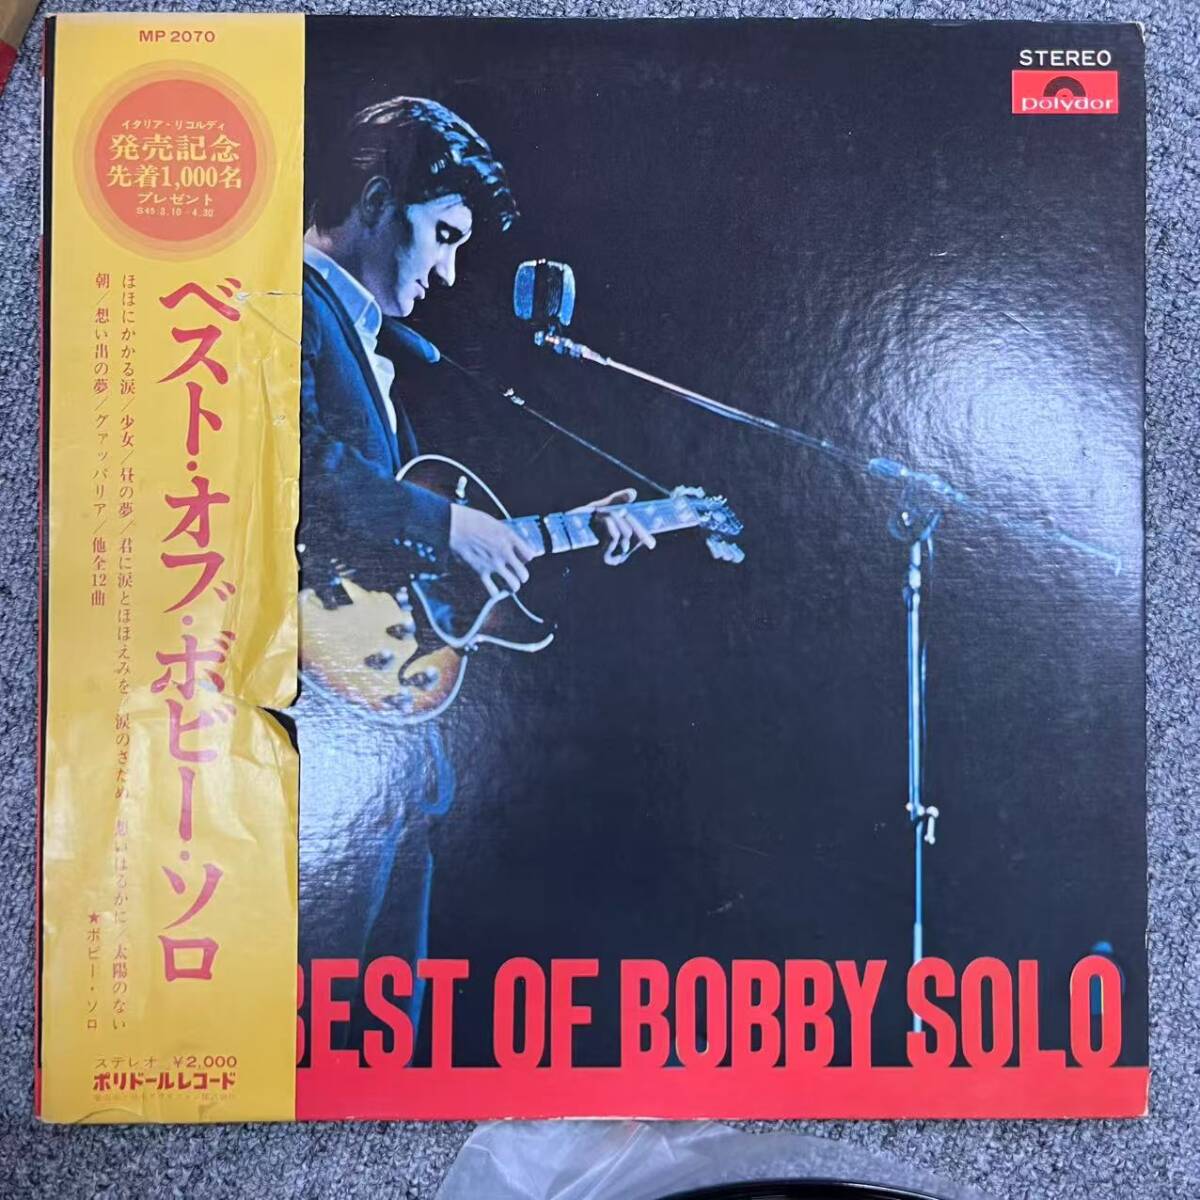 MP 2070
イタリア・リコルディ
発売記念
先着1,000名
プレゼント
S45.3.10-4.30
ベスト・オブ・ボビー・ソロ
ほほにかかる涙/少女/昼の夢/君に涙とほほえみを/涙のさだめ/想いはるかに/太陽のない
朝/想い出の夢/グァッパリア/他全12曲
★ボビー・ソロ
ステレオ ¥2,000
ポリドールレコード
STEREO
polydor
BEST OF BOBBY SOLO